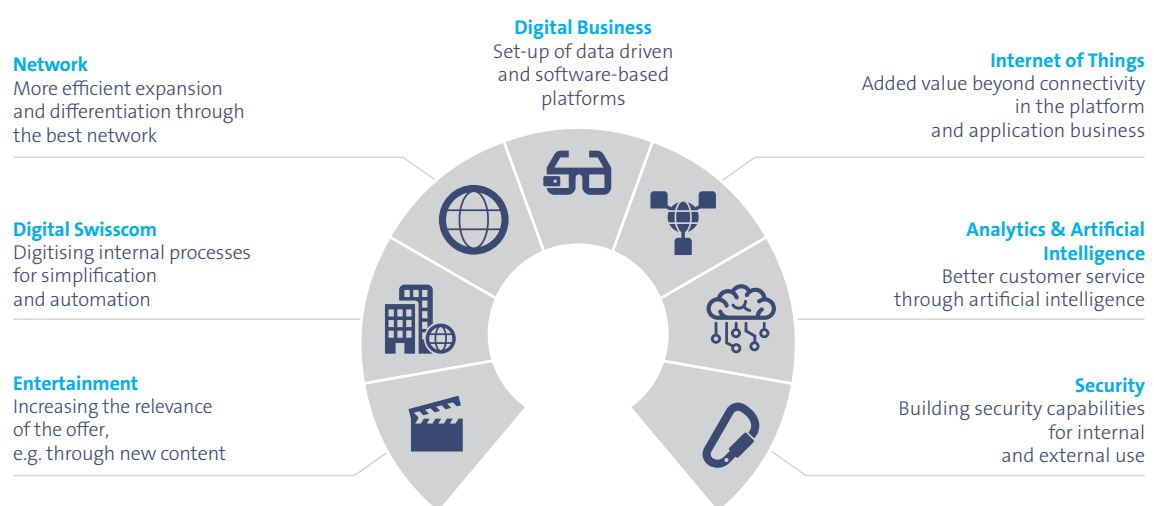 Digital Business
Set-up of data driven
and software-based
platforms
Network
More efficient expansion
and differentiation through
the best network
Internet of Things
Added value beyond connectivity
in the platform
and application business
Digital Swisscom
Digitising internal processes
for simplification
and automation
Analytics & Artificial
Intelligence
Better customer service
through artificial intelligence
Entertainment
Increasing the relevance
of the offer,
e.g. through new content
Security
Building security capabilities
for internal
and external use